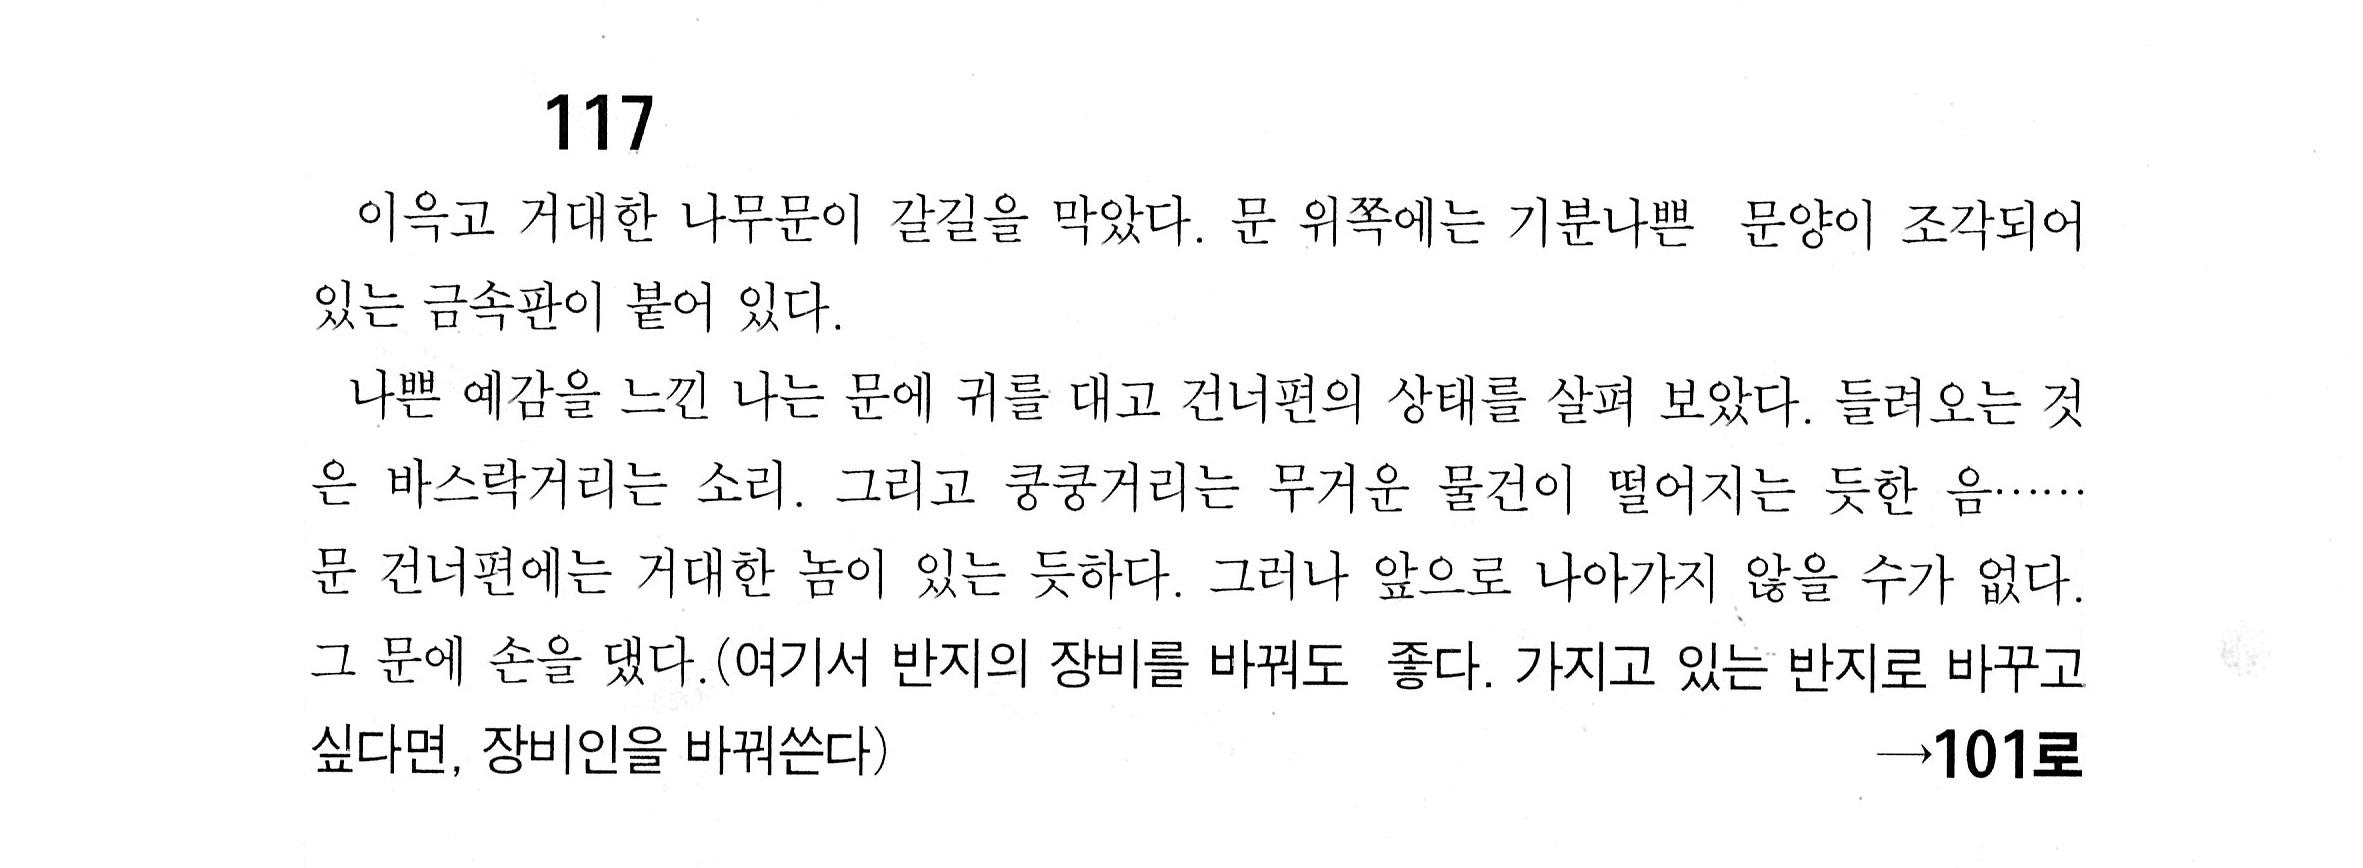 117
이윽고 거대한 나무문이 갈길을 막았다. 문 위쪽에는 기분나쁜 문양이 조각되어
있는 금속판이 붙어 있다.
나쁜 예감을 느낀 나는 문에 귀를 대고 건너편의 상태를 살펴 보았다. 들려오는 것
은 바스락거리는 소리. 그리고 쿵쿵거리는 무거운 물건이 떨어지는 듯한 음……
문 건너편에는 거대한 놈이 있는 듯하다. 그러나 앞으로 나아가지 않을 수가 없다.
그 문에 손을 댔다.(여기서 반지의 장비를 바꿔도 좋다. 가지고 있는 반지로 바꾸고
싶다면, 장비인을 바꿔쓴다) →101로